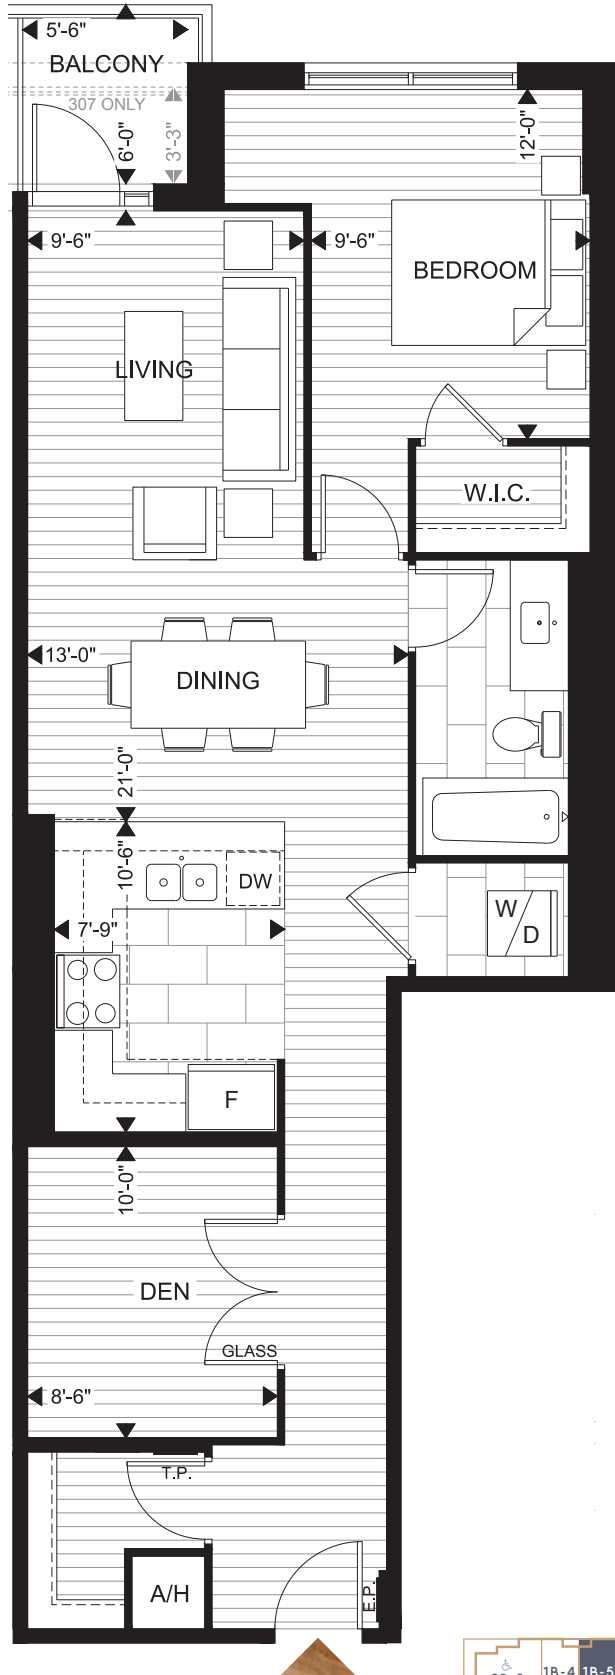 5'-6"
BALCONY
307 ONLY
6'-0"
3'-3"
12'-0"
9'-6"
9'-6"
BEDROOM
LIVING
W.I.C.
13'-0"
DINING
21'-0"
10'-6"
DW
W
D
7'-9"
F
10'-0"
DEN
GLASS
8'-6"
T.P.
A/H
E.P.
1B-4